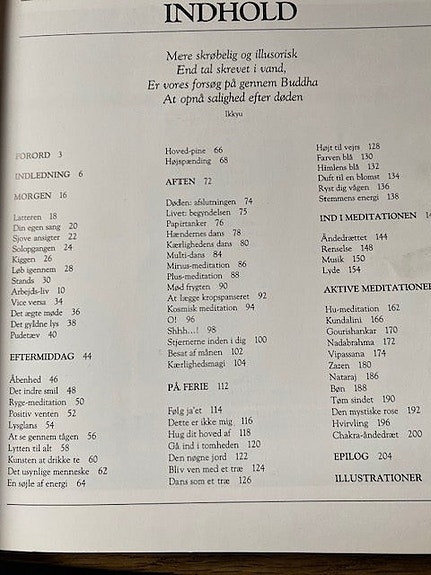 INDHOLD
Mere skrøbelig og illusorisk
End tal skrevet i vand,
Er vores forsøg på gennem Buddha
At opnå salighed efter døden
Ikkyu
FORORD 3
INDLEDNING 6
MORGEN 16
Latteren 18
Din egen sang 20
Sjove ansigter 22
Solopgangen 24
Kiggen 26
Løb igennem 28
Stands 30
Arbejds-liv 10
Vice versa 34
Det ægte møde 36
Det gyldne lys 38
Pudetæv 40
EFTERMIDDAG 44
Åbenhed 46
Det indre smil 48
Ryge-meditation 50
Positiv venten 52
Lysglans 54
At se gennem tågen 56
Lytten til alt 58
Kunsten at drikke te 60
Det usynlige menneske 62
En søjle af energi 64
Hoved-pine 66
Højspænding 68
AFTEN 72
Døden: afslutningen 74
Livet: begyndelsen 75
Papirtanker 76
Hændernes dans 78
Kærlighedens dans 80
Multi-dans 84
Minus-meditation 86
Plus-meditation 88
Mød frygten 90
At lægge kropspanseret 92
Kosmisk meditation 94
O! 96
Shhh...! 98
Stjernerne inden i dig 100
Besat af månen 102
Kærlighedsmagi 104
PÅ FERIE 112
Følg ja'et 114
Dette er ikke mig 116
Hug dit hoved af 118
Gå ind i tomheden 120
Den nøgne jord 122
Bliv ven med et træ 124
Dans som et træ 126
Højt til vejrs 128
Farven blå 130
Himlens blå 132
Duft til en blomst 134
Ryst dig vågen 136
Stemmens energi 138
IND I MEDITATIONEN
Åndedrættet 144
Renselse 148
Musik 150
Lyde 154
AKTIVE MEDITATIONE
Hu-meditation 162
Kundalini 166
Gourishankar 170
Nadabrahma 172
Vipassana 174
Zazen 180
Nataraj 186
Bøn 188
Tøm sindet 190
Den mystiske rose 192
Hvirvling 196
Chakra-åndedræt 200
EPILOG 204
ILLUSTRATIONER